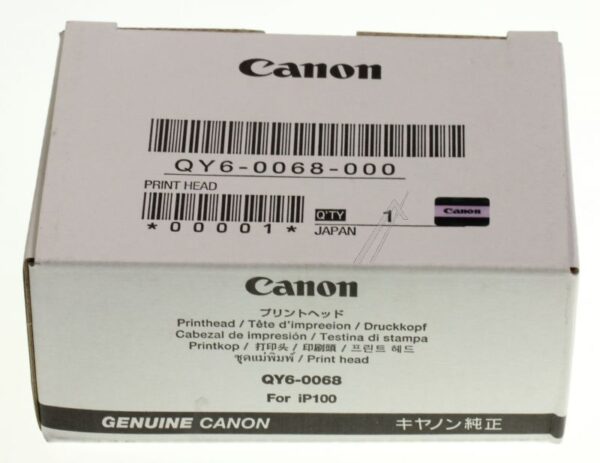 Canon
QY6-0068-000
PRINT HEAD
*00001*
Q'TY 1
JAPAN
Canon
Canon
プリントヘッド
Printhead / Tête d'impreeion / Druckkopf
Cabezal de impresión / Testina di stampa
Printkop / 打印头 / 印刷頭 / 프린트 헤드
ชุดแม่พิมพ์ / Print head
QY6-0068
For iP100
GENUINE CANON
キヤノン純正